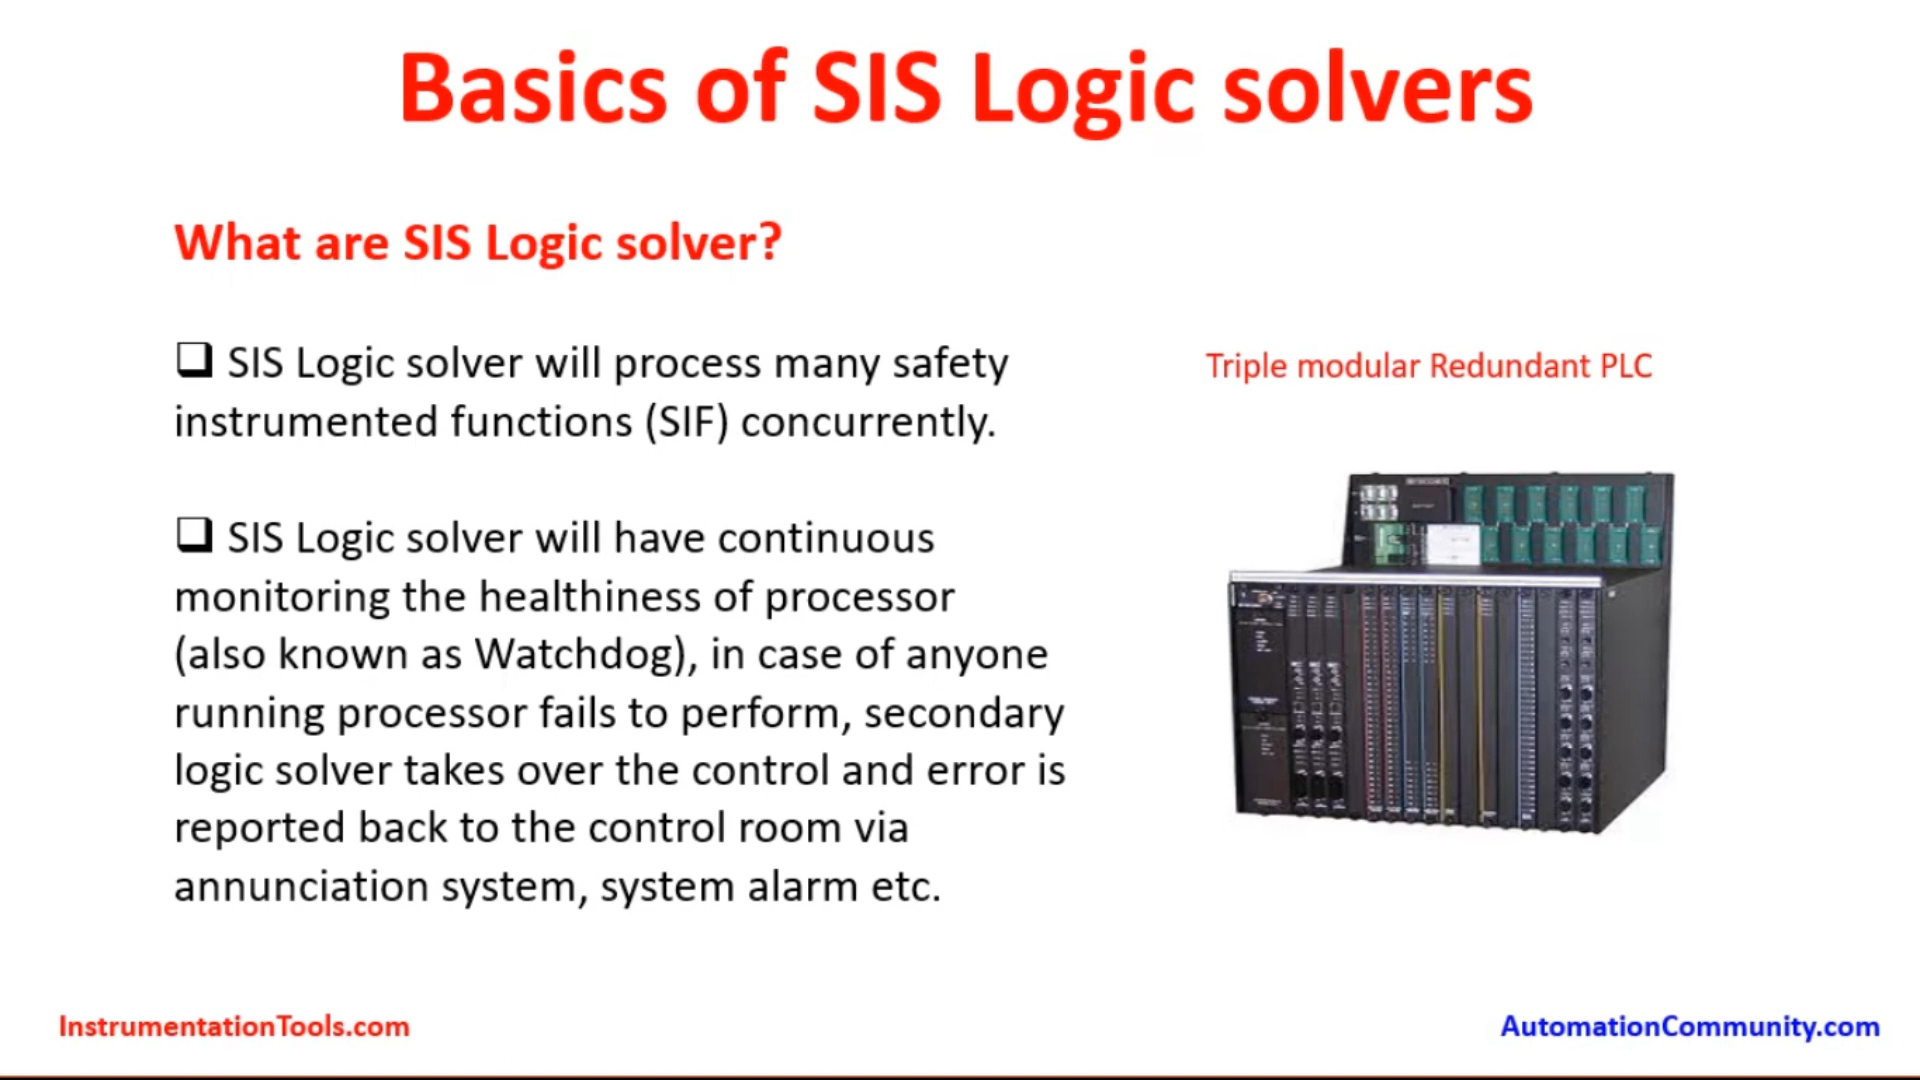 Basics of SIS Logic solvers
What are SIS Logic solver?
❑ SIS Logic solver will process many safety
instrumented functions (SIF) concurrently.
Triple modular Redundant PLC
❑ SIS Logic solver will have continuous
monitoring the healthiness of processor
(also known as Watchdog), in case of anyone
running processor fails to perform, secondary
logic solver takes over the control and error is
reported back to the control room via
annunciation system, system alarm etc.
InstrumentationTools.com
AutomationCommunity.com